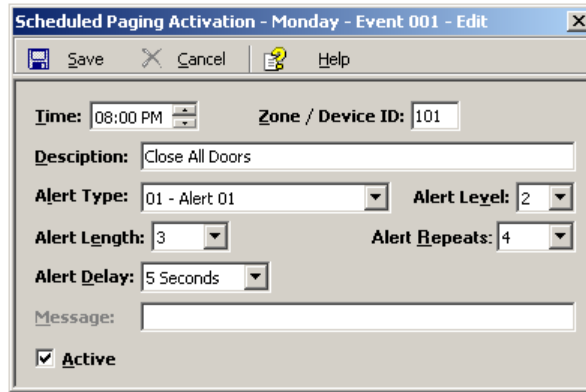 Scheduled Paging Activation - Monday - Event 001 - Edit
Save Cancel Help
Time: 08:00 PM Zone / Device ID: 101
Desciption: Close All Doors
Alert Type: 01 - Alert 01 Alert Level: 2
Alert Length: 3 Alert Repeats: 4
Alert Delay: 5 Seconds
Message:
Active